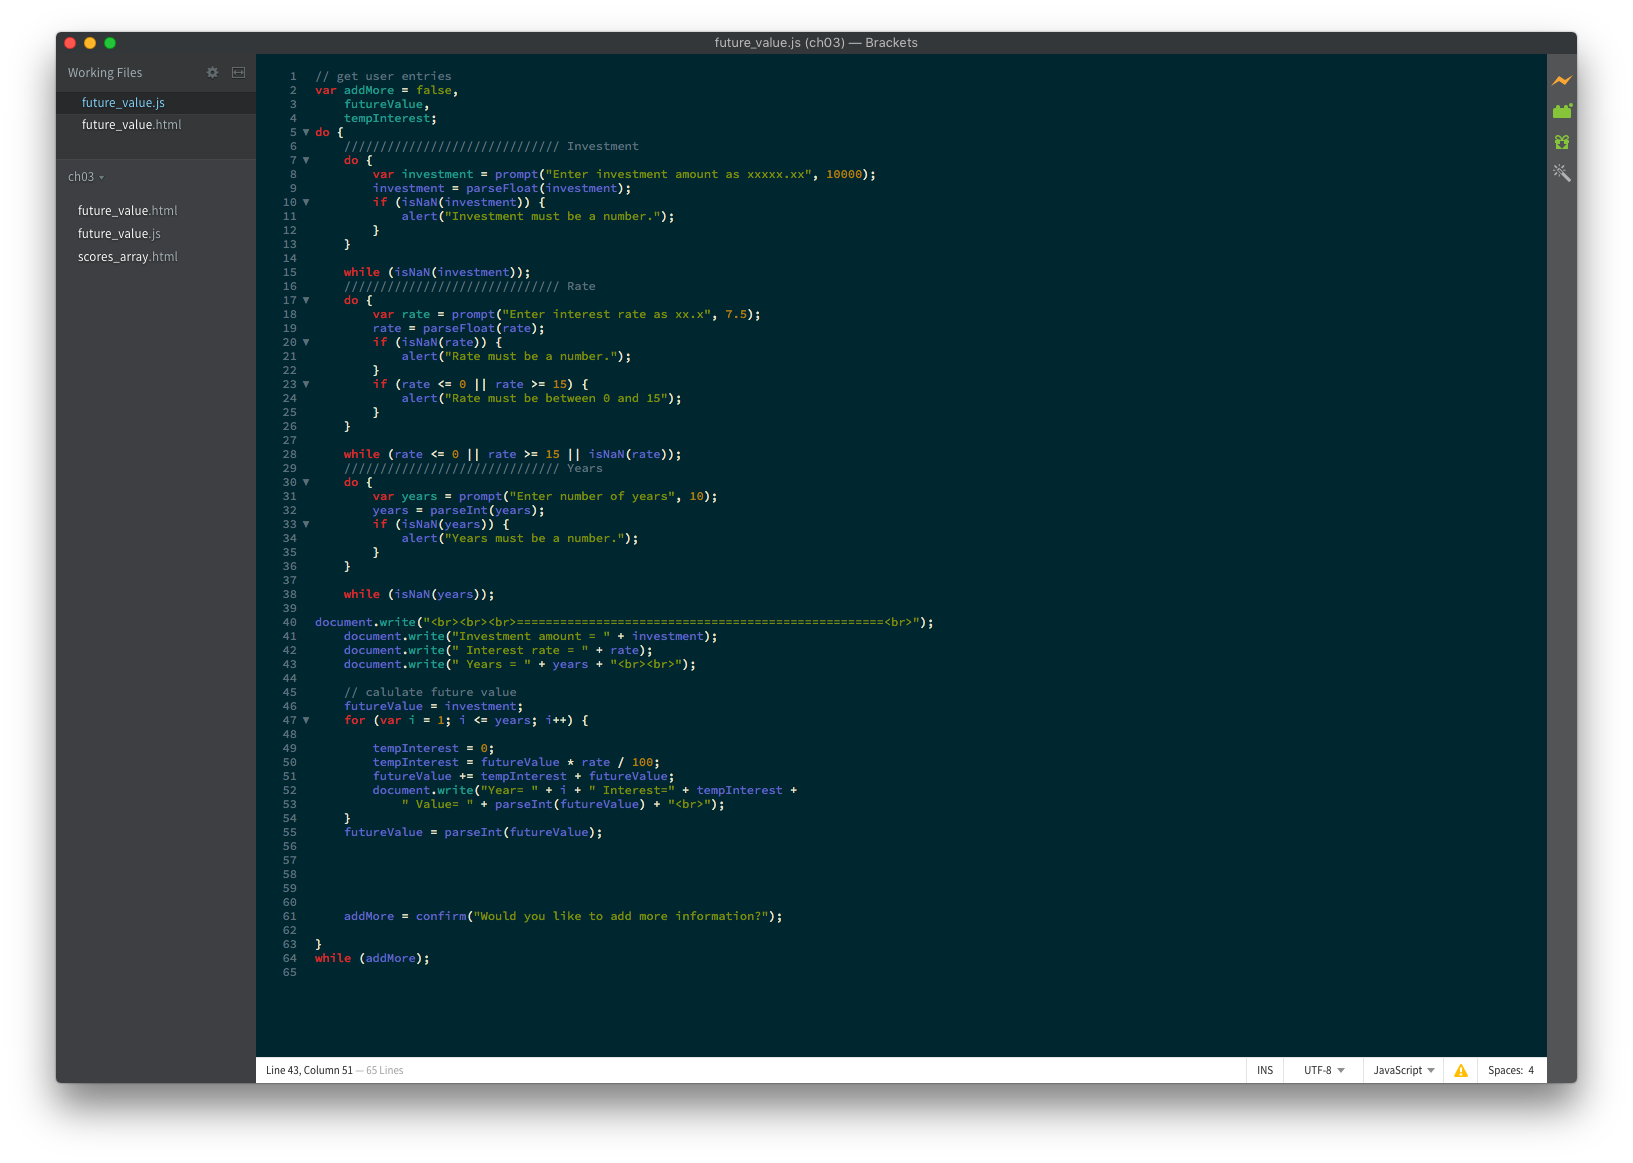 future_value.js (ch03) — Brackets
Working Files
future_value.js
future_value.html
ch03
future_value.html
future_value.js
scores_array.html
1 // get user entries
2 var addMore = false,
3     futureValue,
4     tempInterest;
5 do {
6     ////////////////////////////// Investment
7     do {
8         var investment = prompt("Enter investment amount as xxxxx.xx", 10000);
9         investment = parseFloat(investment);
10         if (isNaN(investment)) {
11             alert("Investment must be a number.");
12         }
13     }
14
15     while (isNaN(investment));
16     ////////////////////////////// Rate
17     do {
18         var rate = prompt("Enter interest rate as xx.x", 7.5);
19         rate = parseFloat(rate);
20         if (isNaN(rate)) {
21             alert("Rate must be a number.");
22         }
23         if (rate <= 0 || rate >= 15) {
24             alert("Rate must be between 0 and 15");
25         }
26     }
27
28     while (rate <= 0 || rate >= 15 || isNaN(rate));
29     ////////////////////////////// Years
30     do {
31         var years = prompt("Enter number of years", 10);
32         years = parseInt(years);
33         if (isNaN(years)) {
34             alert("Years must be a number.");
35         }
36     }
37
38     while (isNaN(years));
39
40 document.write("<br><br><br>===================================================<br>");
41     document.write("Investment amount = " + investment);
42     document.write(" Interest rate = " + rate);
43     document.write(" Years = " + years + "<br><br>");
44
45     // calulate future value
46     futureValue = investment;
47     for (var i = 1; i <= years; i++) {
48
49         tempInterest = 0;
50         tempInterest = futureValue * rate / 100;
51         futureValue += tempInterest + futureValue;
52         document.write("Year= " + i + " Interest=" + tempInterest +
53             " Value= " + parseInt(futureValue) + "<br>");
54     }
55     futureValue = parseInt(futureValue);
56
57
58
59
60
61     addMore = confirm("Would you like to add more information?");
62
63 }
64 while (addMore);
65
Line 43, Column 51 — 65 Lines
INS
UTF-8
JavaScript
Spaces: 4